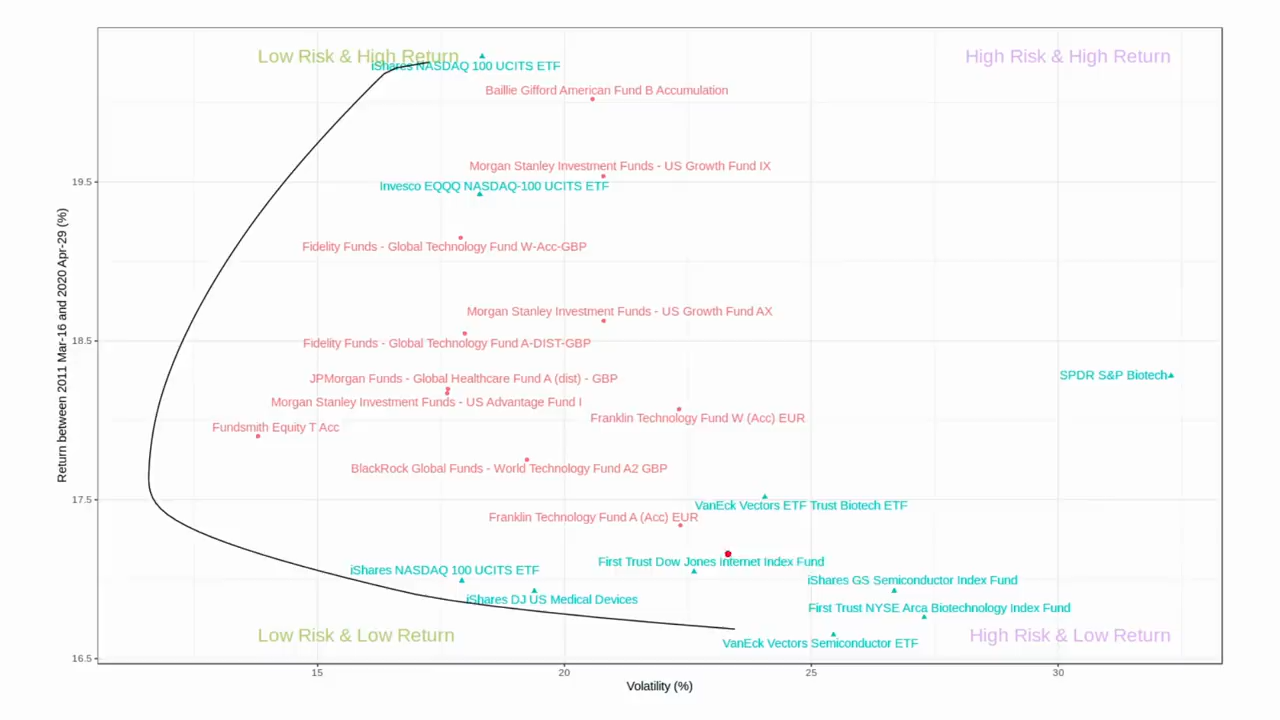 Low Risk & High Return
High Risk & High Return
iShares NASDAQ 100 UCITS ETF
Baillie Gifford American Fund B Accumulation
Morgan Stanley Investment Funds - US Growth Fund IX
19.5
Invesco EQQQ NASDAQ-100 UCITS ETF
Fidelity Funds - Global Technology Fund W-Acc-GBP
Morgan Stanley Investment Funds - US Growth Fund AX
18.5
Fidelity Funds - Global Technology Fund A-DIST-GBP
SPDR S&P Biotech
JPMorgan Funds - Global Healthcare Fund A (dist) - GBP
Morgan Stanley Investment Funds - US Advantage Fund I
Franklin Technology Fund W (Acc) EUR
Fundsmith Equity T Acc
BlackRock Global Funds - World Technology Fund A2 GBP
17.5
VanEck Vectors ETF Trust Biotech ETF
Franklin Technology Fund A (Acc) EUR
First Trust Dow Jones Internet Index Fund
iShares NASDAQ 100 UCITS ETF
iShares GS Semiconductor Index Fund
iShares DJ US Medical Devices
First Trust NYSE Arca Biotechnology Index Fund
Low Risk & Low Return
High Risk & Low Return
VanEck Vectors Semiconductor ETF
16.5
15
20
25
30
Volatility (%)
Return between 2011 Mar-16 and 2020 Apr-29 (%)